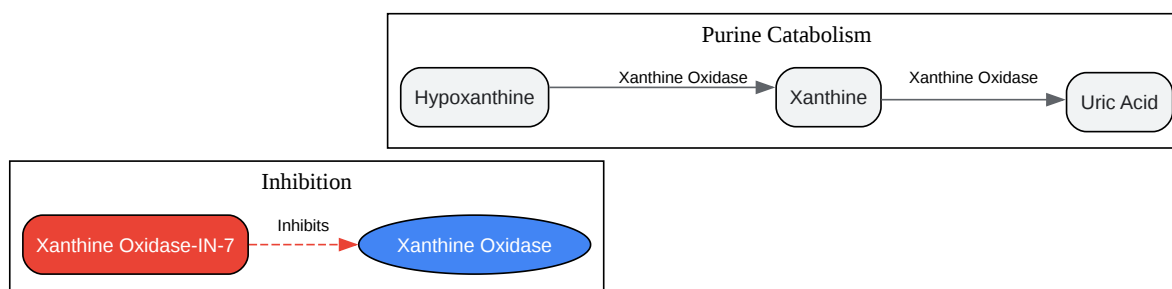 Purine Catabolism
Xanthine Oxidase
Xanthine Oxidase
Hypoxanthine
Xanthine
Uric Acid
Inhibition
Inhibits
Xanthine Oxidase-IN-7
Xanthine Oxidase